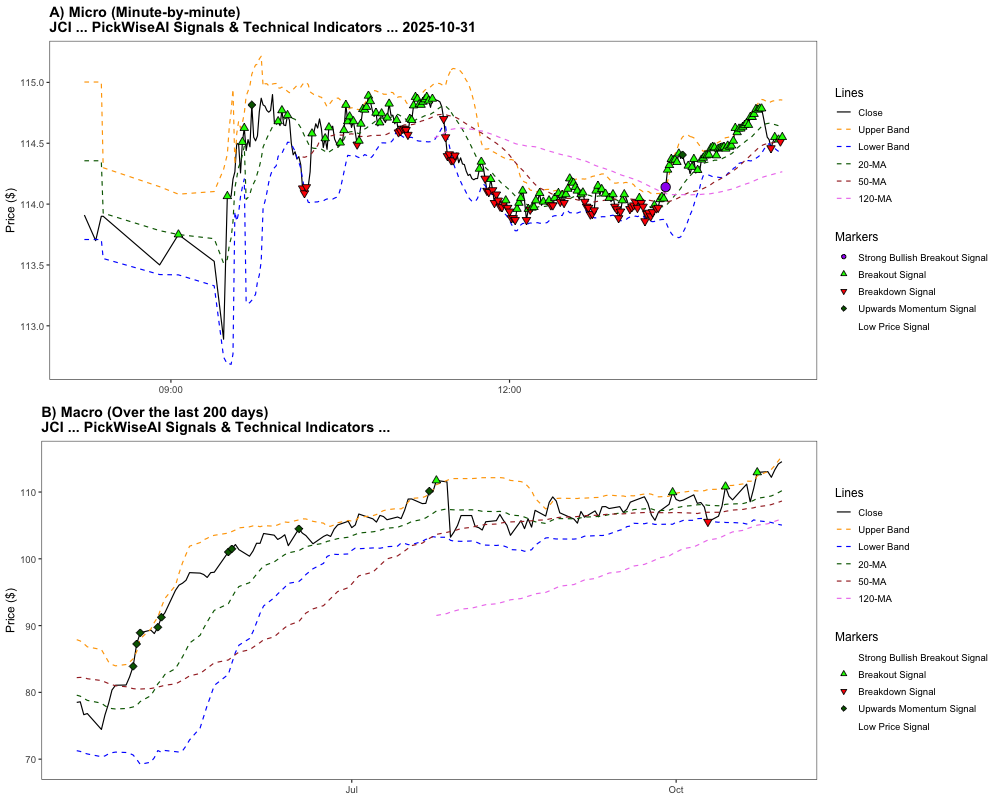 A) Micro (Minute-by-minute)
JCI ... PickWiseAI Signals & Technical Indicators ... 2025-10-31
Price ($)
115.0
114.5
114.0
113.5
113.0
09:00
12:00
Lines
Close
Upper Band
Lower Band
20-MA
50-MA
120-MA
Markers
Strong Bullish Breakout Signal
Breakout Signal
Breakdown Signal
Upwards Momentum Signal
Low Price Signal
B) Macro (Over the last 200 days)
JCI ... PickWiseAI Signals & Technical Indicators ...
Price ($)
110
100
90
80
70
Jul
Oct
Lines
Close
Upper Band
Lower Band
20-MA
50-MA
120-MA
Markers
Strong Bullish Breakout Signal
Breakout Signal
Breakdown Signal
Upwards Momentum Signal
Low Price Signal